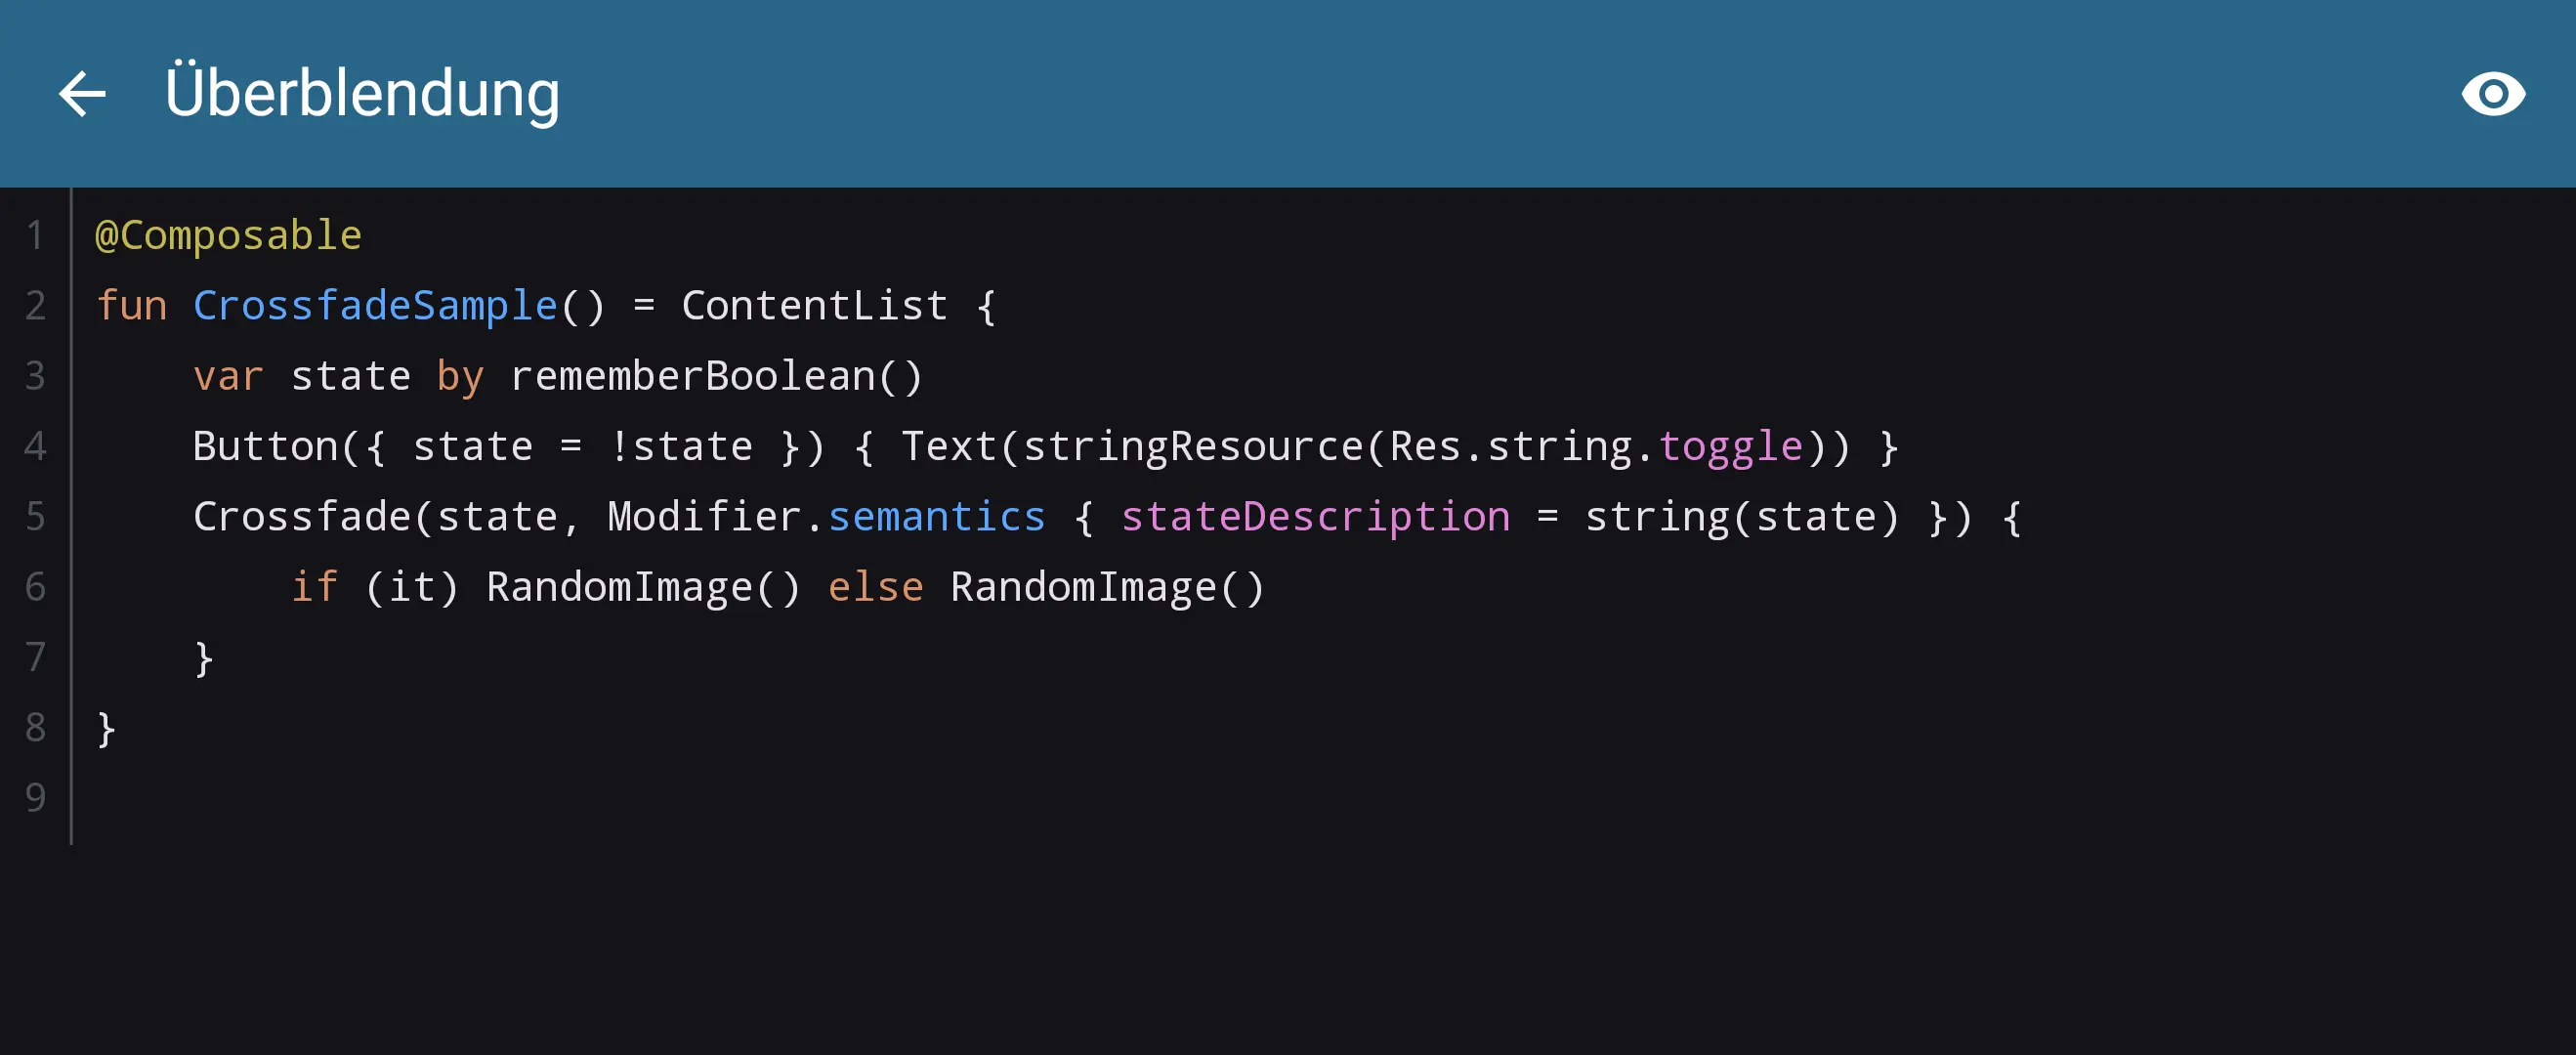 Überblendung
1 @Composable
2 fun CrossfadeSample() = ContentList {
3     var state by rememberBoolean()
4     Button({ state = !state }) { Text(stringResource(Res.string.toggle)) }
5     Crossfade(state, Modifier.semantics { stateDescription = string(state) }) {
6         if (it) RandomImage() else RandomImage()
7     }
8 }
9